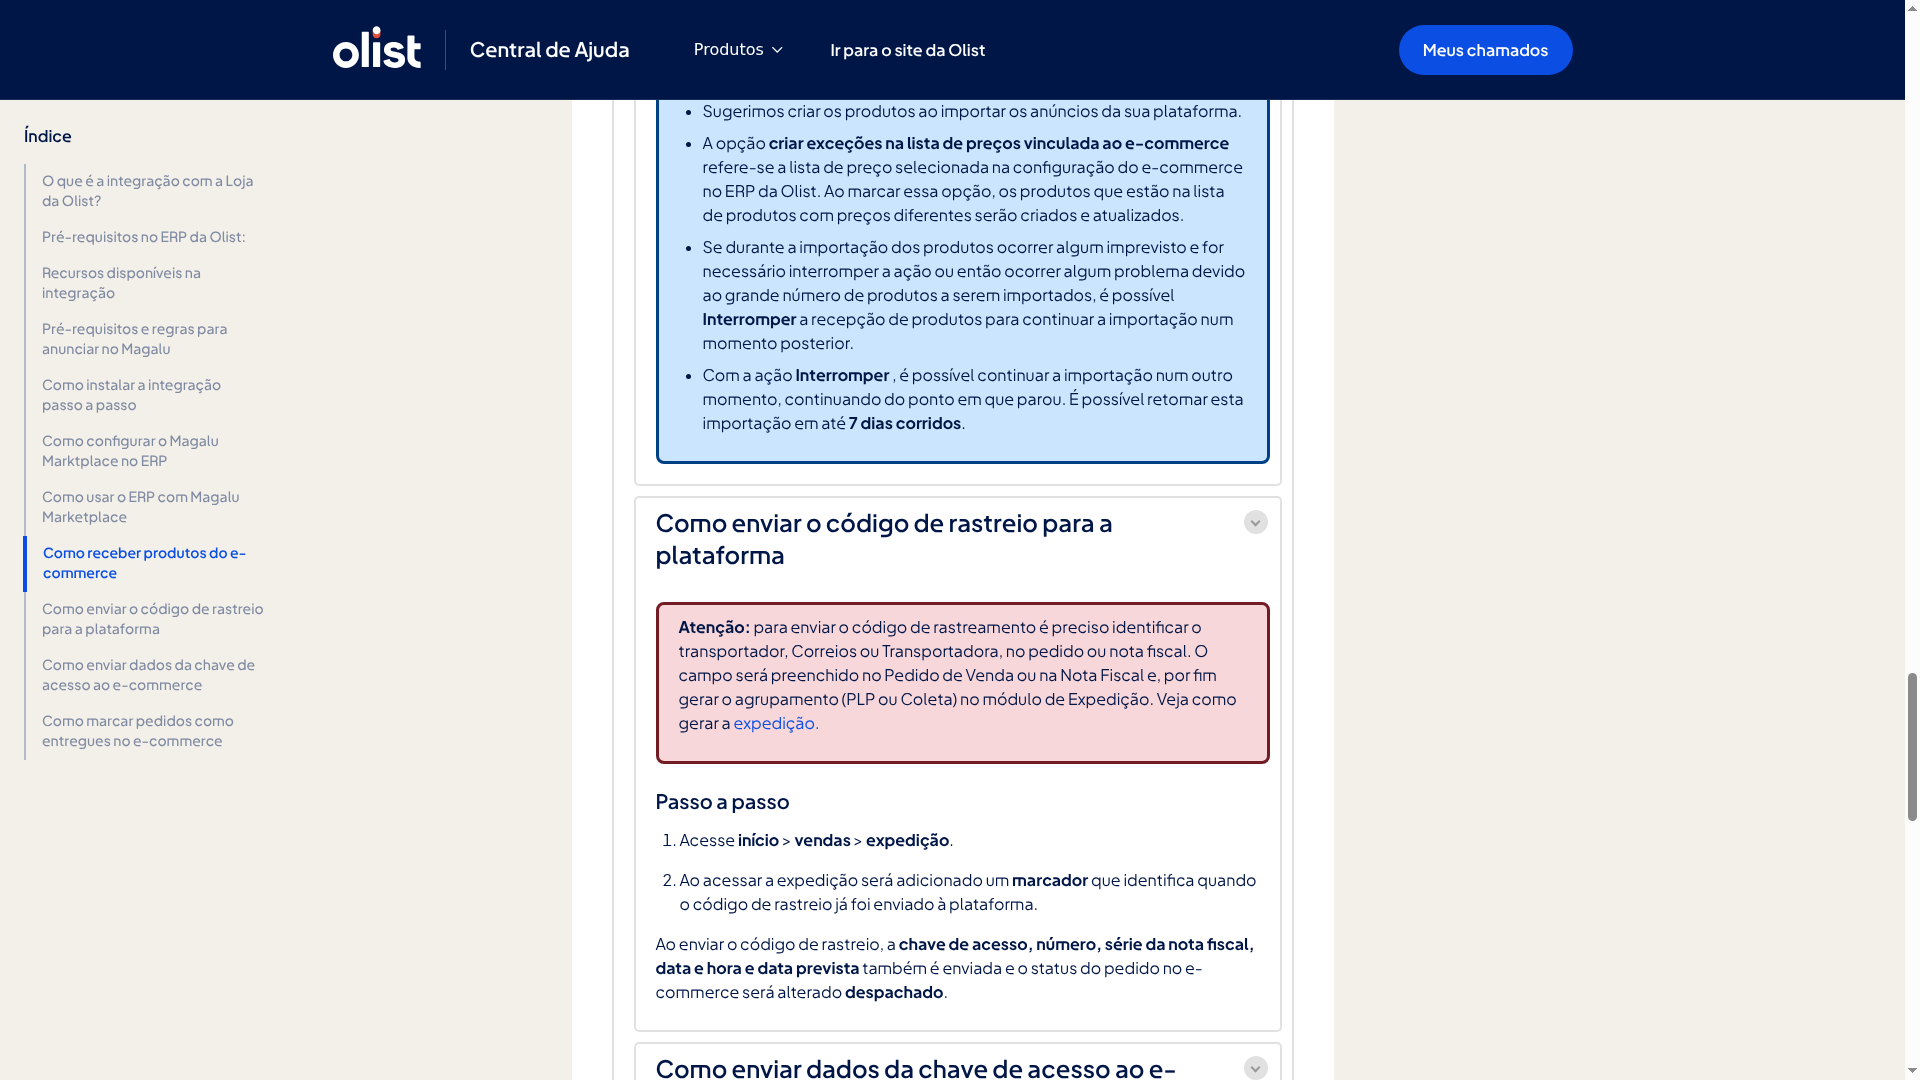 olist
Central de Ajuda
Produtos
Ir para o site da Olist
Meus chamados
Índice
O que é a integração com a Loja
da Olist?
Pré-requisitos no ERP da Olist:
Recursos disponíveis na
integração
Pré-requisitos e regras para
anunciar no Magalu
Como instalar a integração
passo a passo
Como configurar o Magalu
Marktplace no ERP
Como usar o ERP com Magalu
Marketplace
Como receber produtos do e-
commerce
Como enviar o código de rastreio
para a plataforma
Como enviar dados da chave de
acesso ao e-commerce
Como marcar pedidos como
entregues no e-commerce
• Sugerimos criar os produtos ao importar os anúncios da sua plataforma.
• A opção criar exceções na lista de preços vinculada ao e-commerce
refere-se a lista de preço selecionada na configuração do e-commerce
no ERP da Olist. Ao marcar essa opção, os produtos que estão na lista
de produtos com preços diferentes serão criados e atualizados.
• Se durante a importação dos produtos ocorrer algum imprevisto e for
necessário interromper a ação ou então ocorrer algum problema devido
ao grande número de produtos a serem importados, é possível
Interromper a recepção de produtos para continuar a importação num
momento posterior.
• Com a ação Interromper , é possível continuar a importação num outro
momento, continuando do ponto em que parou. É possível retomar esta
importação em até 7 dias corridos.
Como enviar o código de rastreio para a
plataforma
Atenção: para enviar o código de rastreamento é preciso identificar o
transportador, Correios ou Transportadora, no pedido ou nota fiscal. O
campo será preenchido no Pedido de Venda ou na Nota Fiscal e, por fim
gerar o agrupamento (PLP ou Coleta) no módulo de Expedição. Veja como
gerar a expedição.
Passo a passo
1. Acesse início > vendas > expedição.
2. Ao acessar a expedição será adicionado um marcador que identifica quando
o código de rastreio já foi enviado à plataforma.
Ao enviar o código de rastreio, a chave de acesso, número, série da nota fiscal,
data e hora e data prevista também é enviada e o status do pedido no e-
commerce será alterado despachado.
Como enviar dados da chave de acesso ao e-